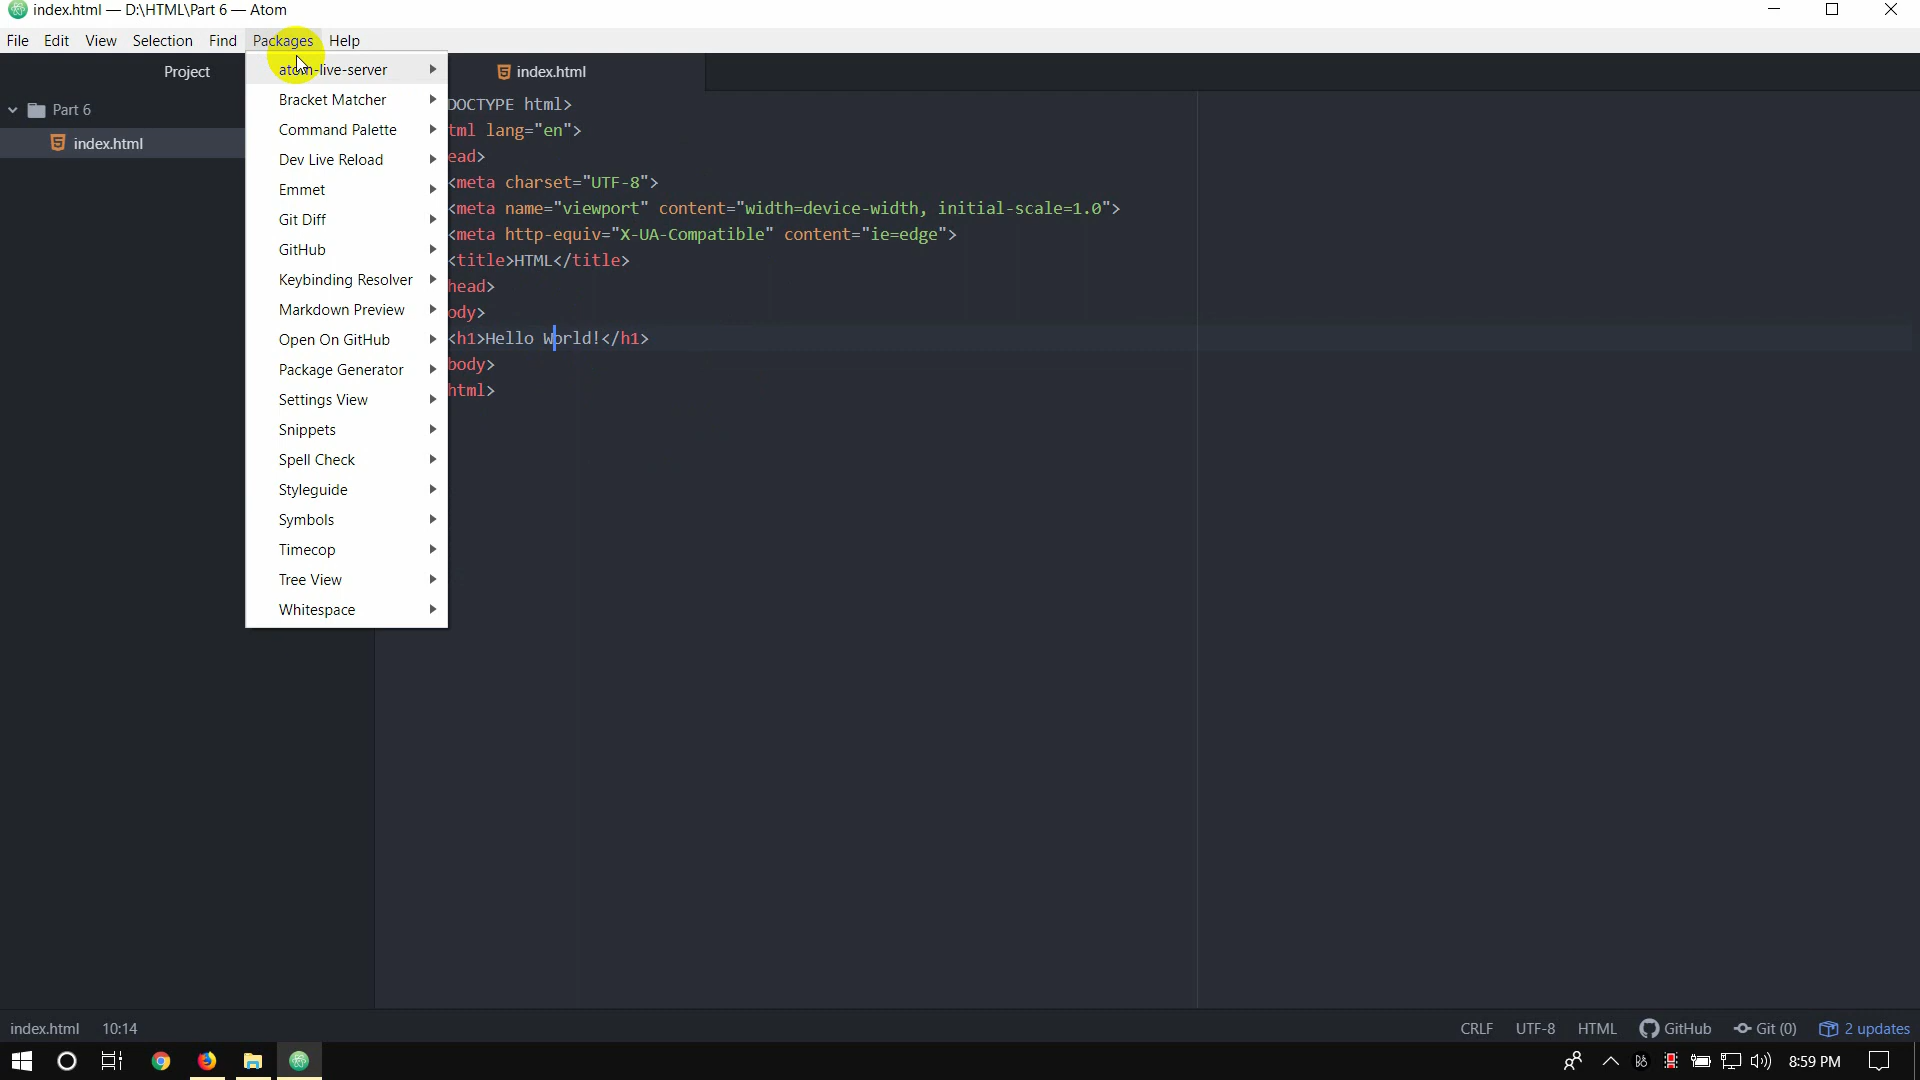 index.html — D:\HTML\Part 6 — Atom
File Edit View Selection Find Packages Help
Project
Part 6
index.html
atom-live-server
Bracket Matcher
Command Palette
Dev Live Reload
Emmet
Git Diff
GitHub
Keybinding Resolver
Markdown Preview
Open On GitHub
Package Generator
Settings View
Snippets
Spell Check
Styleguide
Symbols
Timecop
Tree View
Whitespace
index.html
DOCTYPE html>
tml lang="en">
ead>
<meta charset="UTF-8">
<meta name="viewport" content="width=device-width, initial-scale=1.0">
<meta http-equiv="X-UA-Compatible" content="ie=edge">
<title>HTML</title>
head>
ody>
<h1>Hello World!</h1>
body>
html>
index.html 10:14
CRLF UTF-8 HTML GitHub Git (0) 2 updates
8:59 PM